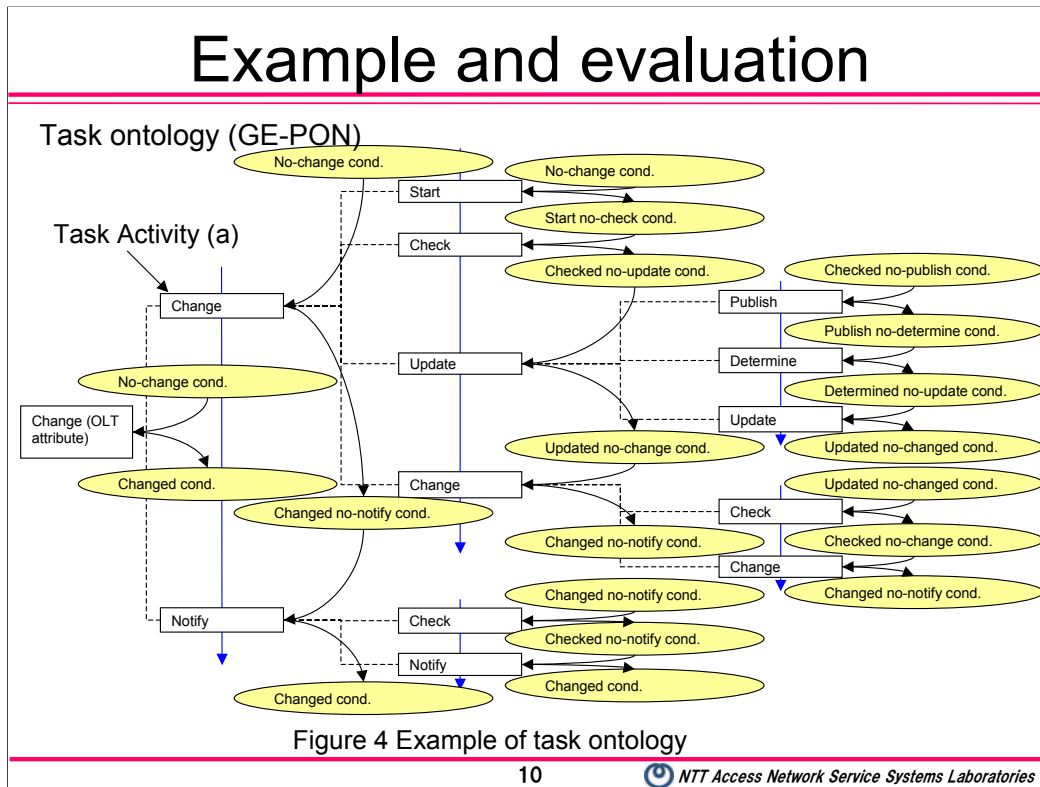 Example and evaluation
Task ontology (GE-PON)
No-change cond.
No-change cond.
Start
Start no-check cond.
Task Activity (a)
Check
Checked no-update cond.
Checked no-publish cond.
Change
Publish
Publish no-determine cond.
Update
Determine
No-change cond.
Determined no-update cond.
Change (OLT
attribute)
Update
Updated no-change cond.
Updated no-changed cond.
Changed cond.
Change
Updated no-changed cond.
Changed no-notify cond.
Check
Changed no-notify cond.
Checked no-change cond.
Change
Changed no-notify cond.
Changed no-notify cond.
Notify
Check
Checked no-notify cond.
Notify
Changed cond.
Changed cond.
Figure 4 Example of task ontology
10
NTT Access Network Service Systems Laboratories